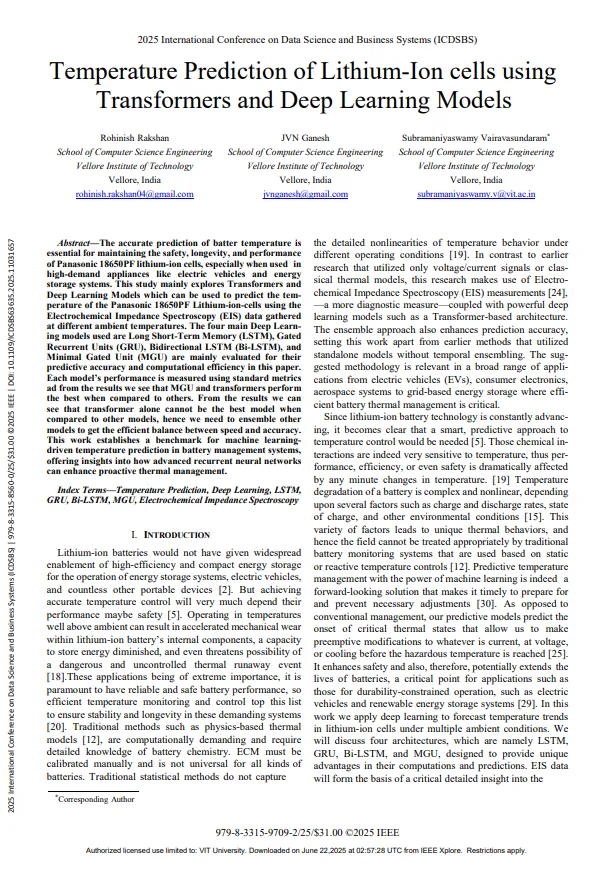 2025 International Conference on Data Science and Business Systems (ICDSBS)
Temperature Prediction of Lithium-Ion cells using
Transformers and Deep Learning Models
Rohinish Rakshan
School of Computer Science Engineering
Vellore Institute of Technology
Vellore, India
rohinish.rakshan04@gmail.com
JVN Ganesh
School of Computer Science Engineering
Vellore Institute of Technology
Vellore, India
jvnganesh@gmail.com
Subramaniyaswamy Vairavasundaram*
School of Computer Science Engineering
Vellore Institute of Technology
Vellore, India
subramaniyaswamy.v@vit.ac.in
Abstract—The accurate prediction of batter temperature is
essential for maintaining the safety, longevity, and performance
of Panasonic 18650PF lithium-ion cells, especially when used in
high-demand appliances like electric vehicles and energy
storage systems. This study mainly explores Transformers and
Deep Learning Models which can be used to predict the tem-
perature of the Panasonic 18650PF Lithium-ion-cells using the
Electrochemical Impedance Spectroscopy (EIS) data gathered
at different ambient temperatures. The four main Deep Learn-
ing models used are Long Short-Term Memory (LSTM), Gated
Recurrent Units (GRU), Bidirectional LSTM (Bi-LSTM), and
Minimal Gated Unit (MGU) are mainly evaluated for their
predictive accuracy and computational efficiency in this paper.
Each model's performance is measured using standard metrics
ad from the results we see that MGU and transformers perform
the best when compared to others. From the results we can
see that transformer alone cannot be the best model when
compared to other models, hence we need to ensemble other
models to get the efficient balance between speed and accuracy.
This work establishes a benchmark for machine learning-
driven temperature prediction in battery management systems,
offering insights into how advanced recurrent neural networks
can enhance proactive thermal management.
Index Terms—Temperature Prediction, Deep Learning, LSTM,
GRU, Bi-LSTM, MGU, Electrochemical Impedance Spectroscopy
I. INTRODUCTION
Lithium-ion batteries would not have given widespread
enablement of high-efficiency and compact energy storage
for the operation of energy storage systems, electric vehicles,
and countless other portable devices [2]. But achieving
accurate temperature control will very much depend their
performance maybe safety [5]. Operating in temperatures
well above ambient can result in accelerated mechanical wear
within lithium-ion battery's internal components, a capacity
to store energy diminished, and even threatens possibility of
a dangerous and uncontrolled thermal runaway event
[18].These applications being of extreme importance, it is
paramount to have reliable and safe battery performance, so
efficient temperature monitoring and control top this list
to ensure stability and longevity in these demanding systems
[20]. Traditional methods such as physics-based thermal
models [12], are computationally demanding and require
detailed knowledge of battery chemistry. ECM must be
calibrated manually and is not universal for all kinds of
batteries. Traditional statistical methods do not capture
*Corresponding Author
the detailed nonlinearities of temperature behavior under
different operating conditions [19]. In contrast to earlier
research that utilized only voltage/current signals or clas-
sical thermal models, this research makes use of Electro-
chemical Impedance Spectroscopy (EIS) measurements [24],
—a more diagnostic measure—coupled with powerful deep
learning models such as a Transformer-based architecture.
The ensemble approach also enhances prediction accuracy,
setting this work apart from earlier methods that utilized
standalone models without temporal ensembling. The sug-
gested methodology is relevant in a broad range of applica-
tions from electric vehicles (EVs), consumer electronics,
aerospace systems to grid-based energy storage where effi-
cient battery thermal management is critical.
Since lithium-ion battery technology is constantly advanc-
ing, it becomes clear that a smart, predictive approach to
temperature control would be needed [5]. Those chemical in-
teractions are indeed very sensitive to temperature, thus per-
formance, efficiency, or even safety is dramatically affected
by any minute changes in temperature. [19] Temperature
degradation of a battery is complex and nonlinear, depending
upon several factors such as charge and discharge rates, state
of charge, and other environmental conditions [15]. This
variety of factors leads to unique thermal behaviors, and
hence the field cannot be treated appropriately by traditional
battery monitoring systems that are used based on static
or reactive temperature controls [12]. Predictive temperature
management with the power of machine learning is indeed a
forward-looking solution that makes it timely to prepare for
and prevent necessary adjustments [30]. As opposed to
conventional management, our predictive models predict the
onset of critical thermal states that allow us to make
preemptive modifications to whatever is current, at voltage,
or cooling before the hazardous temperature is reached [25].
It enhances safety and also, therefore, potentially extends the
lives of batteries, a critical point for applications such as
those for durability-constrained operation, such as electric
vehicles and renewable energy storage systems [29]. In this
work we apply deep learning to forecast temperature trends
in lithium-ion cells under multiple ambient conditions. We
will discuss four architectures, which are namely LSTM,
GRU, Bi-LSTM, and MGU, designed to provide unique
advantages in their computations and predictions. EIS data
will form the basis of a critical detailed insight into the
979-8-3315-9709-2/25/$31.00 ©2025 IEEE
Authorized licensed use limited to: VIT University. Downloaded on June 22,2025 at 02:57:28 UTC from IEEE Xplore. Restrictions apply.
2025 International Conference on Data Science and Business Systems (ICDSBS) | 979-8-3315-8560-0/25/$31.00 ©2025 IEEE | DOI: 10.1109/ICDSBS63635.2025.11031657